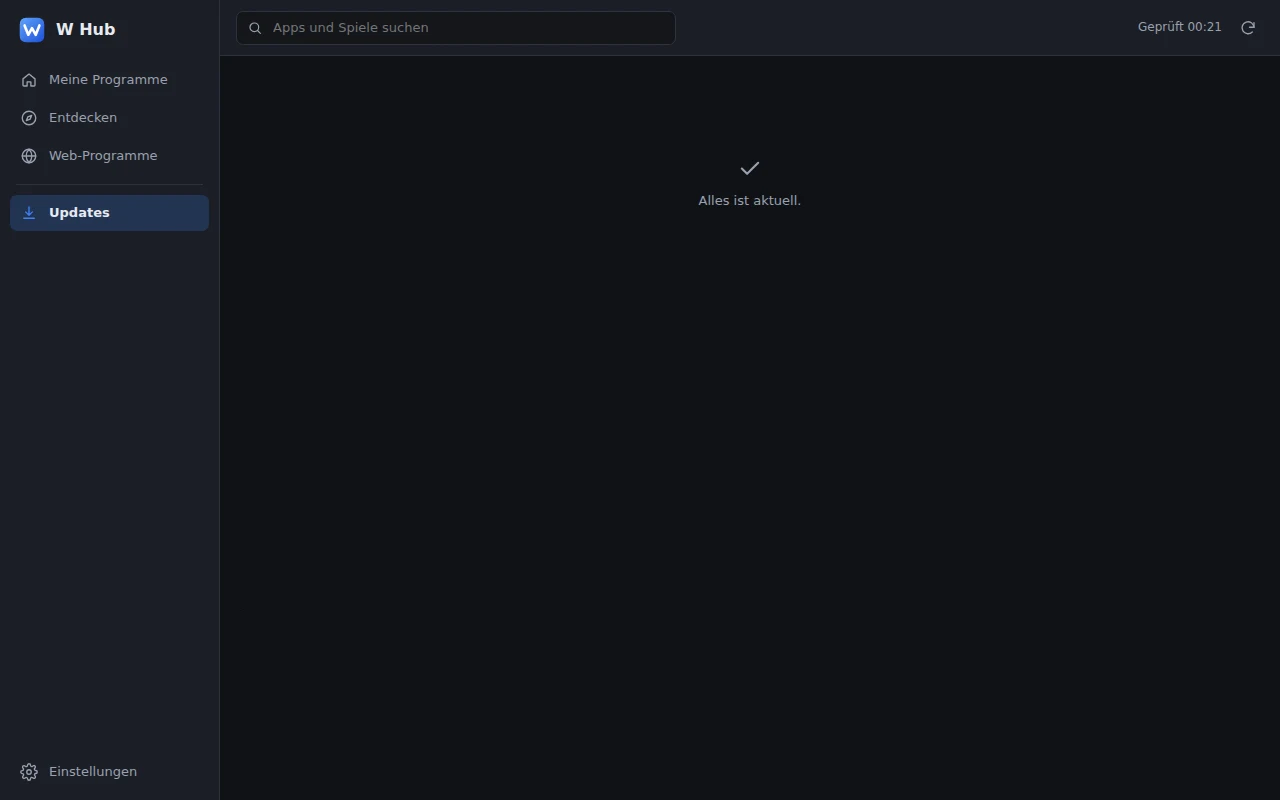 W Hub
Apps und Spiele suchen
Geprüft 00:21
Meine Programme
Entdecken
Web-Programme
Updates
Alles ist aktuell.
Einstellungen